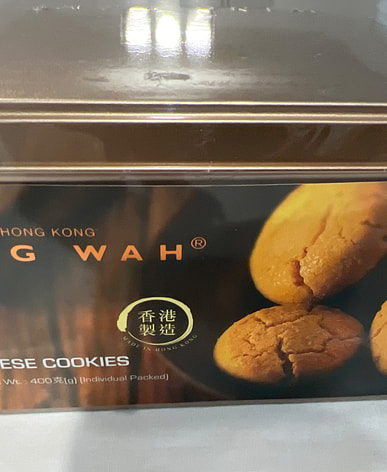 HONG KONG
G WAH®
香港
製造
MADE IN HONG KONG
ESE COOKIES
WT.: 400克(g) (Individual Packed)